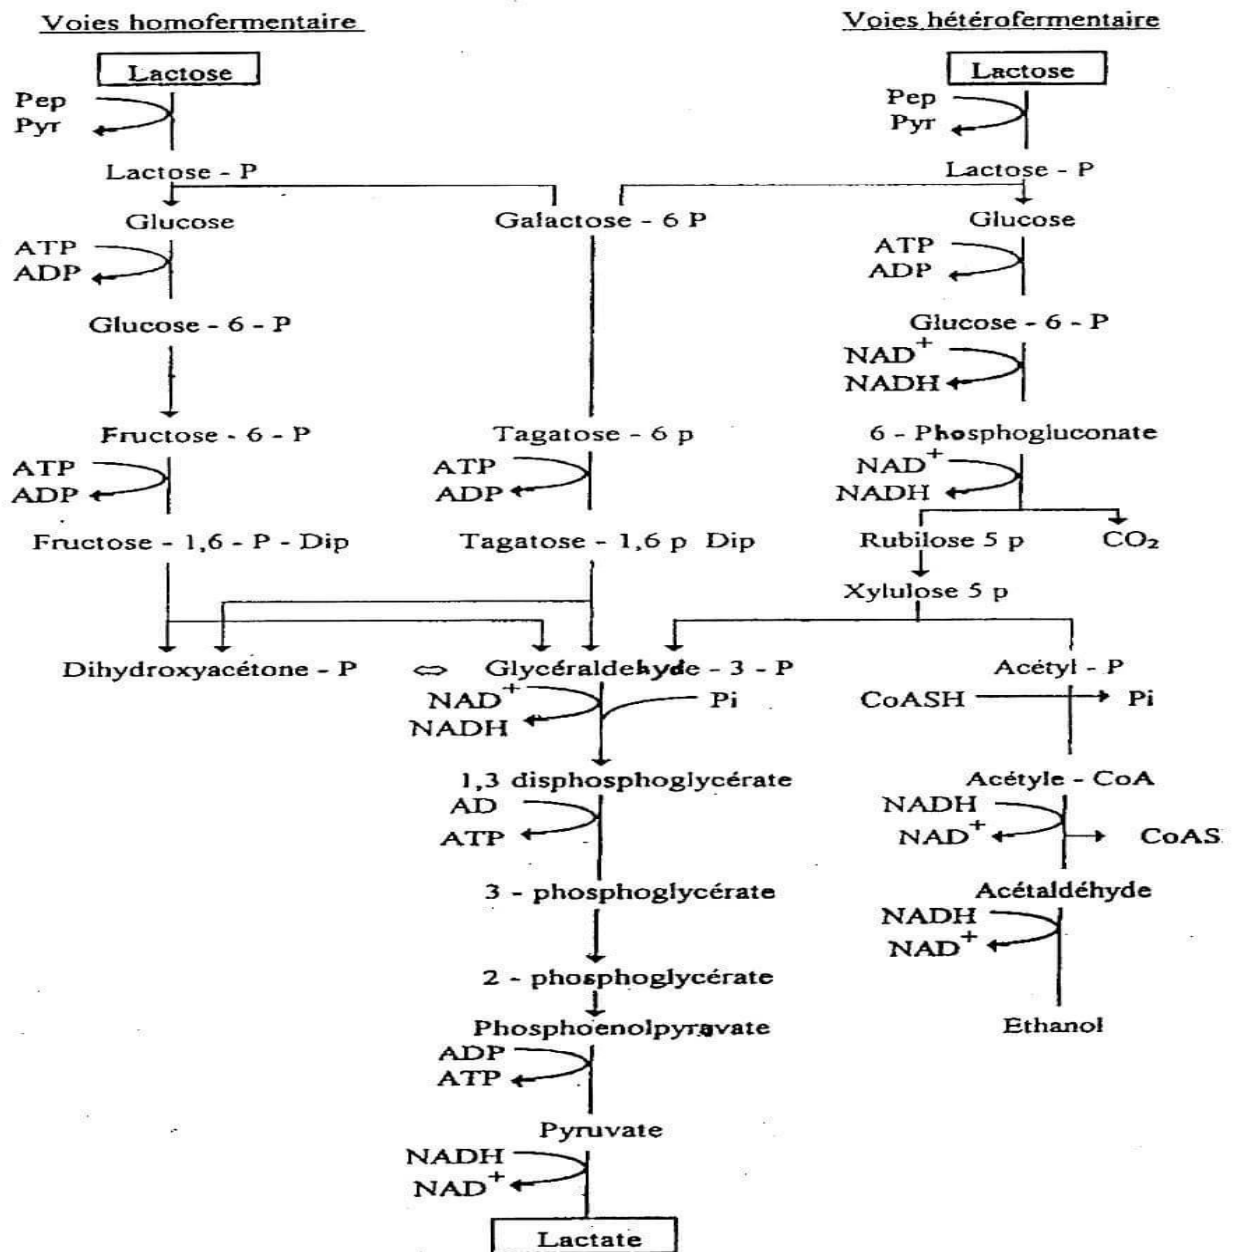 Voies homofermentaire
Voies hétérofermentaire
Lactose
Lactose
Pep
Pyr
Pep
Pyr
Lactose - P
Lactose - P
Glucose
Galactose - 6 P
Glucose
ATP
ADP
ATP
ADP
Glucose - 6 - P
Glucose - 6 - P
NAD+
NADH
Fructose - 6 - P
Tagatose - 6 p
6 - Phosphogluconate
ATP
ADP
ATP
ADP
NAD+
NADH
Fructose - 1,6 - P - Dip
Tagatose - 1,6 p Dip
Rubilose 5 p
CO₂
Xylulose 5 p
Dihydroxyacétone - P ⇔ Glycéraldehyde - 3 - P
Acétyl - P
NAD+
NADH
Pi
CoASH
Pi
1,3 disphosphoglycérate
Acétyle - CoA
AD
ATP
NADH
NAD+
CoAS
3 - phosphoglycérate
Acétaldéhyde
NADH
NAD+
2 - phosphoglycérate
Phosphoenolpyravate
Ethanol
ADP
ATP
Pyruvate
NADH
NAD+
Lactate